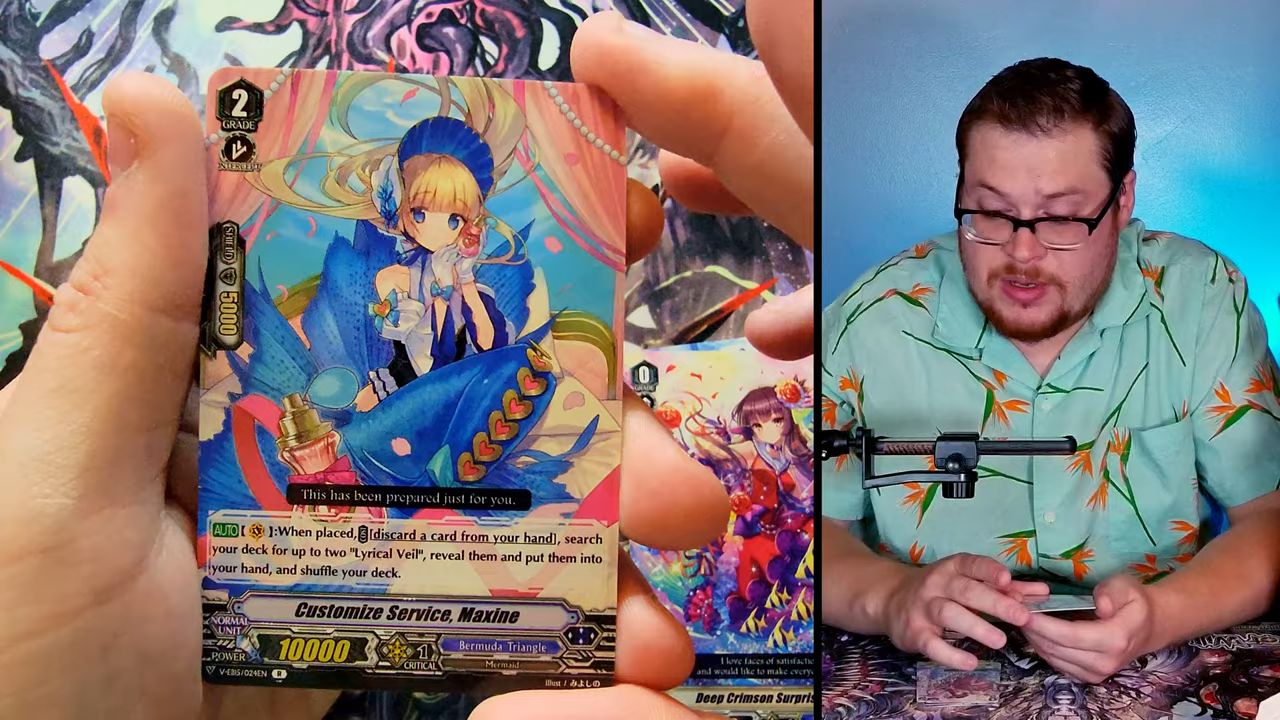 2
GRADE
INTERCEPT
SHIELD
5000
This has been prepared just for you.
AUTO [ ]:When placed, [discard a card from your hand], search
your deck for up to two "Lyrical Veil", reveal them and put them into
your hand, and shuffle your deck.
Customize Service, Maxine
NORMAL
UNIT
POWER
10000
1
CRITICAL
Bermuda Triangle
Mermaid
V-EB15/024EN R
Illust / みよしの
0
GRADE
I love faces of satisfactio
and would like to make every
Deep Crimson Surpri